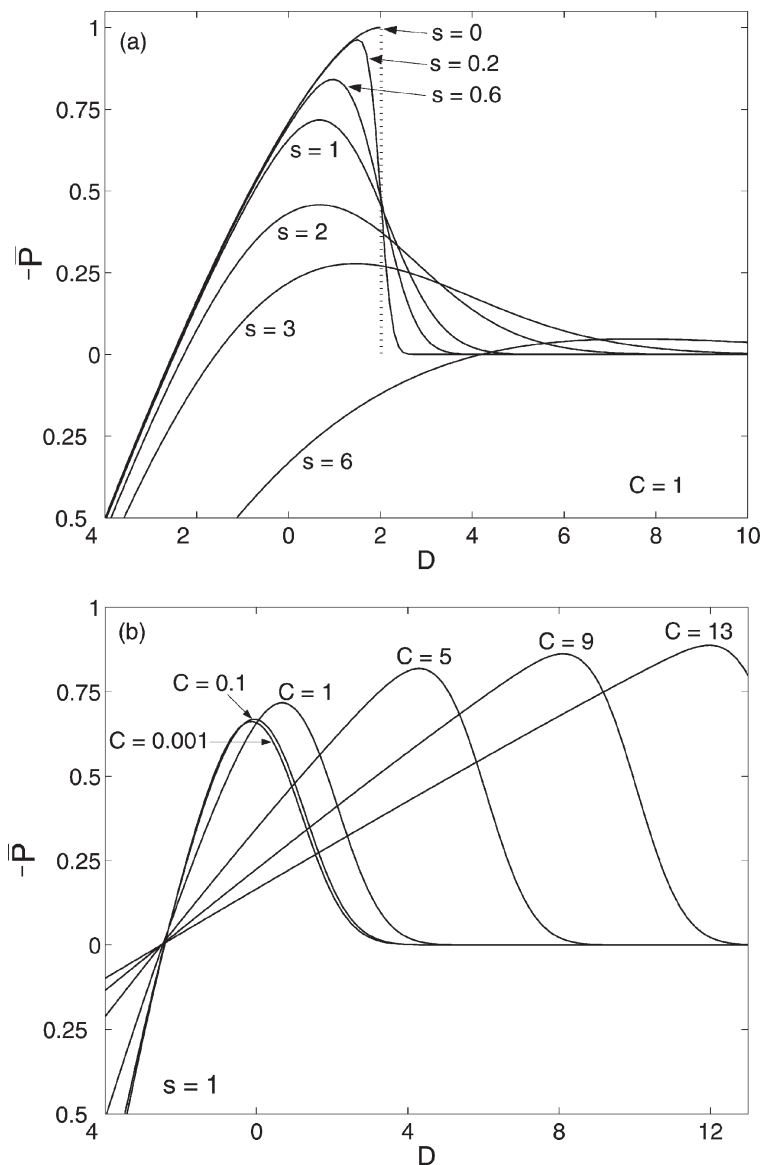 (a)
1
0.75
0.5
0.25
0
0.25
0.5
-P̅
s = 0
s = 0.2
s = 0.6
s = 1
s = 2
s = 3
s = 6
C = 1
4 2 0 2 4 6 8 10
D
(b)
1
0.75
0.5
0.25
0
0.25
0.5
-P̅
C = 13
C = 9
C = 5
C = 0.1
C = 1
C = 0.001
s = 1
4 0 4 8 12
D